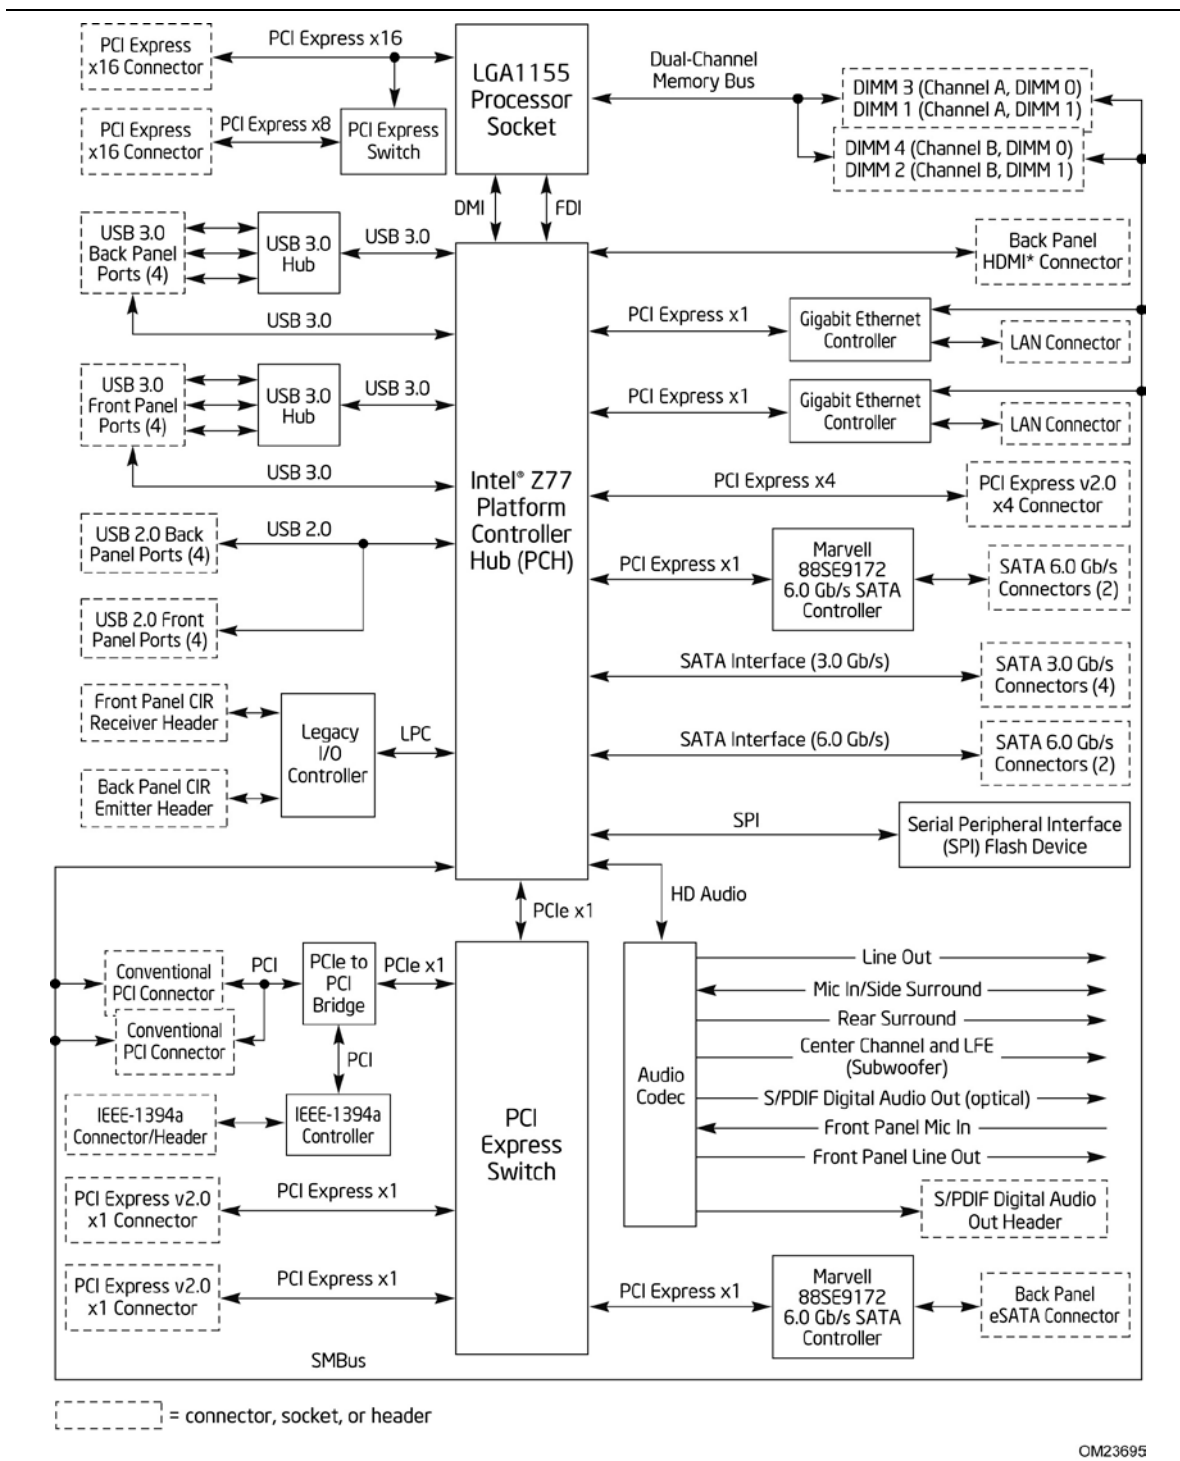 PCI Express
x16 Connector
PCI Express x16
LGA1155
Processor
Socket
Dual-Channel
Memory Bus
DIMM 3 (Channel A, DIMM 0)
DIMM 1 (Channel A, DIMM 1)
PCI Express
x16 Connector
PCI Express x8
PCI Express
Switch
DIMM 4 (Channel B, DIMM 0)
DIMM 2 (Channel B, DIMM 1)
DMI
FDI
USB 3.0
Back Panel
Ports (4)
USB 3.0
Hub
USB 3.0
Back Panel
HDMI* Connector
USB 3.0
PCI Express x1
Gigabit Ethernet
Controller
LAN Connector
USB 3.0
Front Panel
Ports (4)
USB 3.0
Hub
USB 3.0
PCI Express x1
Gigabit Ethernet
Controller
LAN Connector
USB 3.0
Intel® Z77
Platform
Controller
Hub (PCH)
PCI Express x4
PCI Express v2.0
x4 Connector
USB 2.0 Back
Panel Ports (4)
USB 2.0
PCI Express x1
Marvell
88SE9172
6.0 Gb/s SATA
Controller
SATA 6.0 Gb/s
Connectors (2)
USB 2.0 Front
Panel Ports (4)
SATA Interface (3.0 Gb/s)
SATA 3.0 Gb/s
Connectors (4)
Front Panel CIR
Receiver Header
Legacy
I/O
Controller
LPC
SATA Interface (6.0 Gb/s)
SATA 6.0 Gb/s
Connectors (2)
Back Panel CIR
Emitter Header
SPI
Serial Peripheral Interface
(SPI) Flash Device
HD Audio
PCIe x1
Conventional
PCI Connector
PCI
PCIe to
PCI
Bridge
PCIe x1
Conventional
PCI Connector
PCI
IEEE-1394a
Connector/Header
IEEE-1394a
Controller
PCI
Express
Switch
Audio
Codec
Line Out
Mic In/Side Surround
Rear Surround
Center Channel and LFE
(Subwoofer)
S/PDIF Digital Audio Out (optical)
Front Panel Mic In
Front Panel Line Out
S/PDIF Digital Audio
Out Header
PCI Express v2.0
x1 Connector
PCI Express x1
PCI Express v2.0
x1 Connector
PCI Express x1
PCI Express x1
Marvell
88SE9172
6.0 Gb/s SATA
Controller
Back Panel
eSATA Connector
SMBus
= connector, socket, or header
OM23695